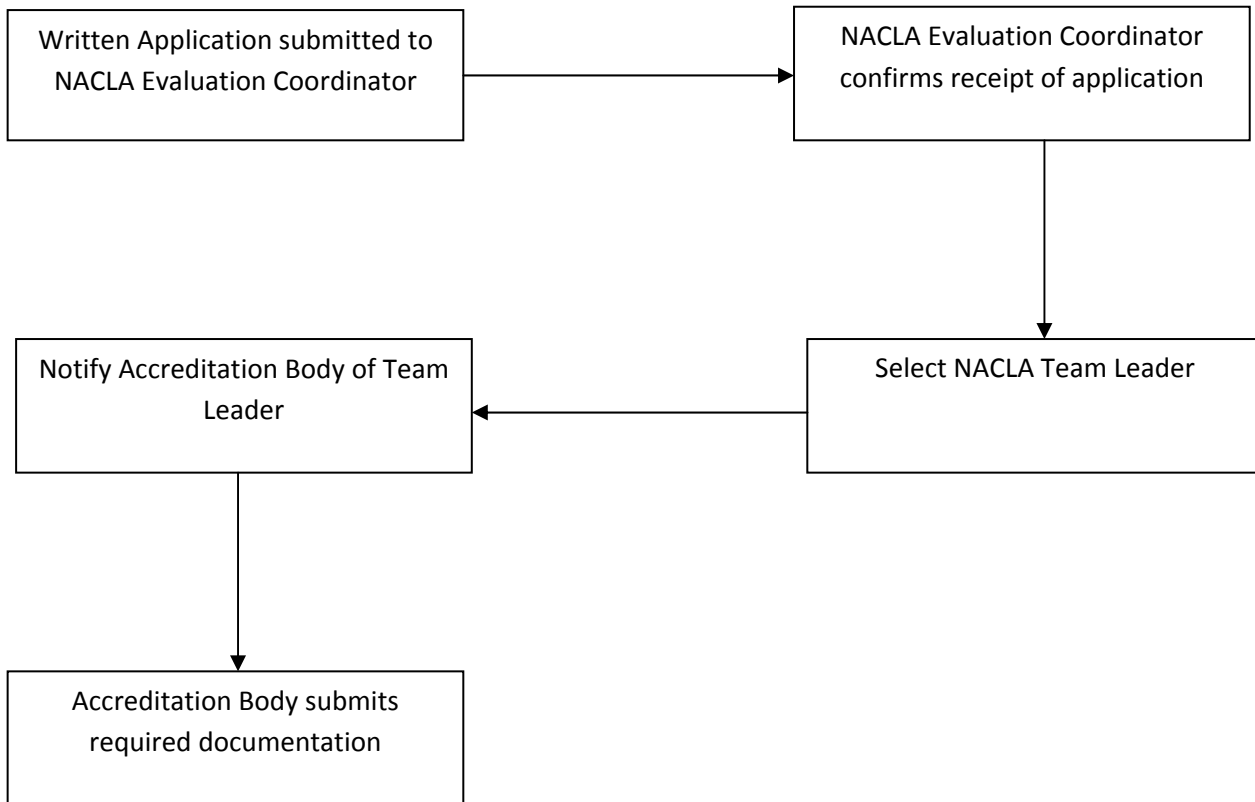 Written Application submitted to
NACLA Evaluation Coordinator
NACLA Evaluation Coordinator
confirms receipt of application
Select NACLA Team Leader
Notify Accreditation Body of Team
Leader
Accreditation Body submits
required documentation